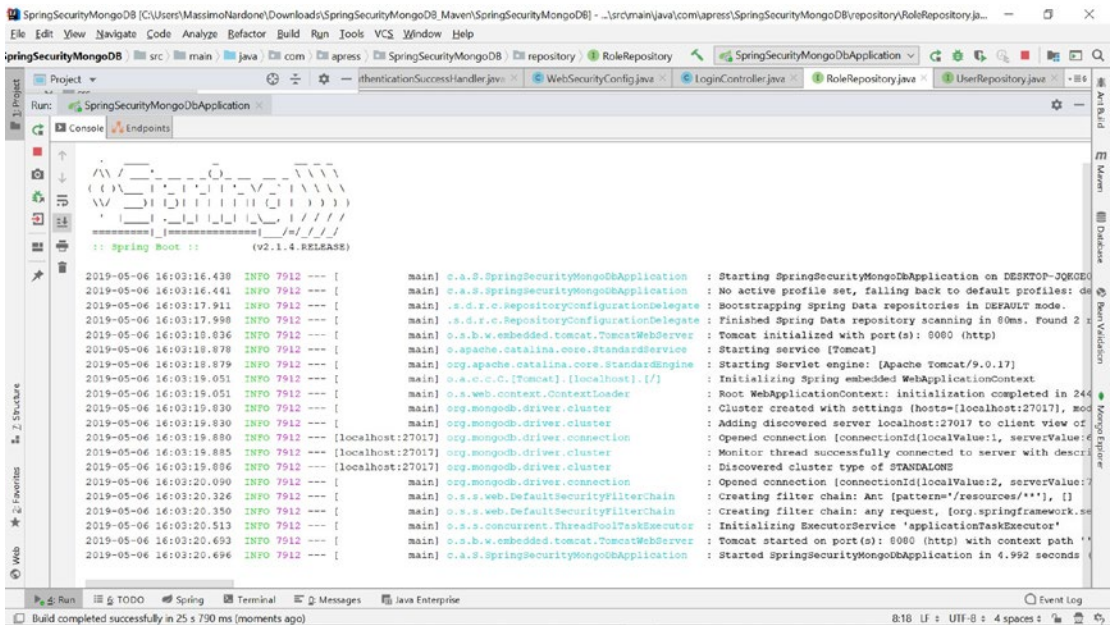 SpringSecurityMongoDB [C:\Users\MassimoNardone\Downloads\SpringSecurityMongoDB_Maven\SpringSecurityMongoDB] - ...\src\main\java\com\apress\SpringSecurityMongoDB\repository\RoleRepository.ja...
File Edit View Navigate Code Analyze Refactor Build Run Tools VCS Window Help
SpringSecurityMongoDB src main java com apress SpringSecurityMongoDB repository RoleRepository SpringSecurityMongoDbApplication
Project thenticationSuccessHandler.java WebSecurityConfig.java LoginController.java RoleRepository.java UserRepository.java
Run: SpringSecurityMongoDbApplication
Console Endpoints
:: Spring Boot :: (v2.1.4.RELEASE)
2019-05-06 16:03:16.438 INFO 7912 --- [ main] c.a.S.SpringSecurityMongoDbApplication : Starting SpringSecurityMongoDbApplication on
2019-05-06 16:03:16.441 INFO 7912 --- [ main] c.a.S.SpringSecurityMongoDbApplication : No active profile set, falling back to default profiles: de
2019-05-06 16:03:17.911 INFO 7912 --- [ main] .s.d.r.c.RepositoryConfigurationDelegate : Bootstrapping Spring Data repositories in DEFAULT mode.
2019-05-06 16:03:17.998 INFO 7912 --- [ main] .s.d.r.c.RepositoryConfigurationDelegate : Finished Spring Data repository scanning in 80ms. Found 2 r
2019-05-06 16:03:18.836 INFO 7912 --- [ main] o.s.b.w.embedded.tomcat.TomcatWebServer : Tomcat initialized with port(s): 8080 (http)
2019-05-06 16:03:18.878 INFO 7912 --- [ main] o.apache.catalina.core.StandardService : Starting service [Tomcat]
2019-05-06 16:03:18.879 INFO 7912 --- [ main] org.apache.catalina.core.StandardEngine : Starting Servlet engine: [Apache Tomcat/9.0.17]
2019-05-06 16:03:19.051 INFO 7912 --- [ main] o.a.c.c.C.[Tomcat].[localhost].[/] : Initializing Spring embedded WebApplicationContext
2019-05-06 16:03:19.051 INFO 7912 --- [ main] o.s.web.context.ContextLoader : Root WebApplicationContext: initialization completed in 244
2019-05-06 16:03:19.830 INFO 7912 --- [ main] org.mongodb.driver.cluster : Cluster created with settings {hosts=[localhost:27017], mod
2019-05-06 16:03:19.830 INFO 7912 --- [ main] org.mongodb.driver.cluster : Adding discovered server localhost:27017 to client view of
2019-05-06 16:03:19.880 INFO 7912 --- [localhost:27017] org.mongodb.driver.connection : Opened connection [connectionId{localValue:1, serverValue:6
2019-05-06 16:03:19.885 INFO 7912 --- [localhost:27017] org.mongodb.driver.cluster : Monitor thread successfully connected to server with descri
2019-05-06 16:03:19.886 INFO 7912 --- [localhost:27017] org.mongodb.driver.cluster : Discovered cluster type of STANDALONE
2019-05-06 16:03:20.090 INFO 7912 --- [ main] org.mongodb.driver.connection : Opened connection [connectionId{localValue:2, serverValue:7
2019-05-06 16:03:20.326 INFO 7912 --- [ main] o.s.s.web.DefaultSecurityFilterChain : Creating filter chain: Ant [pattern='/resources/**'], []
2019-05-06 16:03:20.350 INFO 7912 --- [ main] o.s.s.web.DefaultSecurityFilterChain : Creating filter chain: any request, [org.springframework.se
2019-05-06 16:03:20.513 INFO 7912 --- [ main] o.s.s.concurrent.ThreadPoolTaskExecutor : Initializing ExecutorService 'applicationTaskExecutor'
2019-05-06 16:03:20.693 INFO 7912 --- [ main] o.s.b.w.embedded.tomcat.TomcatWebServer : Tomcat started on port(s): 8080 (http) with context path ''
2019-05-06 16:03:20.696 INFO 7912 --- [ main] c.a.S.SpringSecurityMongoDbApplication : Started SpringSecurityMongoDbApplication in 4.992 seconds (
1: Project
7: Structure
2: Favorites
Web
Ant Build
Maven
Database
Bean Validation
Mongo Explorer
4: Run 6: TODO Spring Terminal 0: Messages Java Enterprise Event Log
Build completed successfully in 25 s 790 ms (moments ago) 8:18 LF UTF-8 4 spaces